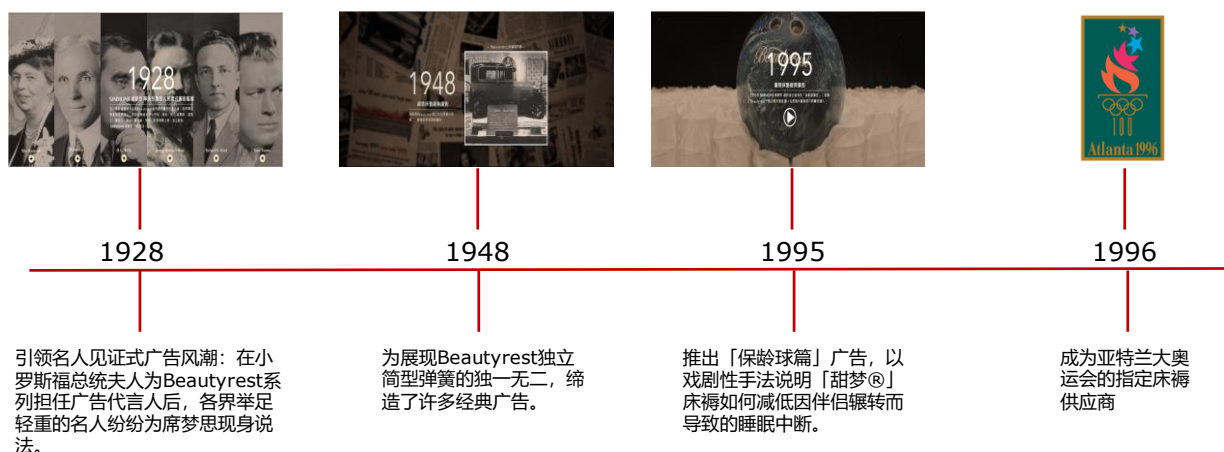 1928
1948
1995
Atlanta 1996
1928
1948
1995
1996
引领名人见证式广告风潮：在小
罗斯福总统夫人为Beautyrest系
列担任广告代言人后，各界举足
轻重的名人纷纷为席梦思现身说
法。
为展现Beautyrest独立
筒型弹簧的独一无二，缔
造了许多经典广告。
推出「保龄球篇」广告，以
戏剧性手法说明「甜梦®」
床褥如何减低因伴侣辗转而
导致的睡眠中断。
成为亚特兰大奥
运会的指定床褥
供应商